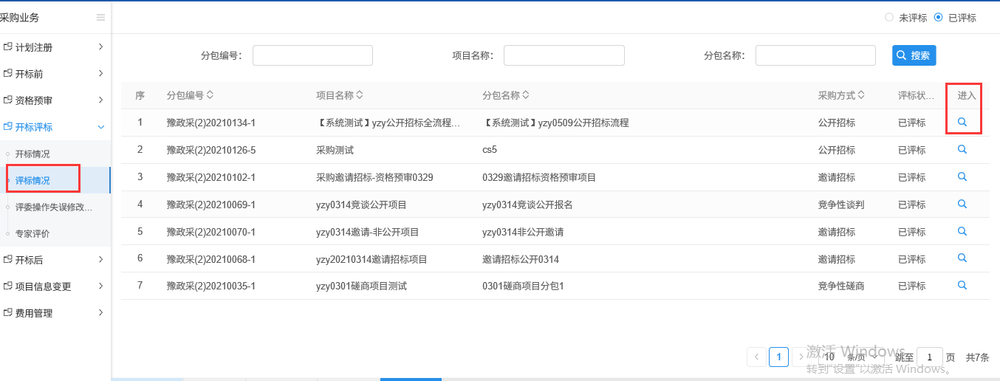 采购业务
未评标 已评标
计划注册
开标前
资格预审
开标评标
开标情况
评标情况
评委操作失误修改...
专家评价
开标后
项目信息变更
费用管理
分包编号： 项目名称： 分包名称： 搜索
序 分包编号 项目名称 分包名称 采购方式 评标状... 进入
1 豫政采(2)20210134-1 【系统测试】yzy公开招标全流程... 【系统测试】yzy0509公开招标流程 公开招标 已评标
2 豫政采(2)20210126-5 采购测试 cs5 公开招标 已评标
3 豫政采(2)20210102-1 采购邀请招标-资格预审0329 0329邀请招标资格预审项目 邀请招标 已评标
4 豫政采(2)20210069-1 yzy0314竞谈公开项目 yzy0314竞谈公开报名 竞争性谈判 已评标
5 豫政采(2)20210070-1 yzy0314邀请-非公开项目 yzy0314非公开邀请 邀请招标 已评标
6 豫政采(2)20210068-1 yzy20210314邀请招标项目 邀请招标公开0314 邀请招标 已评标
7 豫政采(2)20210035-1 yzy0301磋商项目测试 0301磋商项目分包1 竞争性磋商 已评标
1 10 条/页 跳至 1 页 共7条
激活 Windows
转到"设置"以激活 Windows。